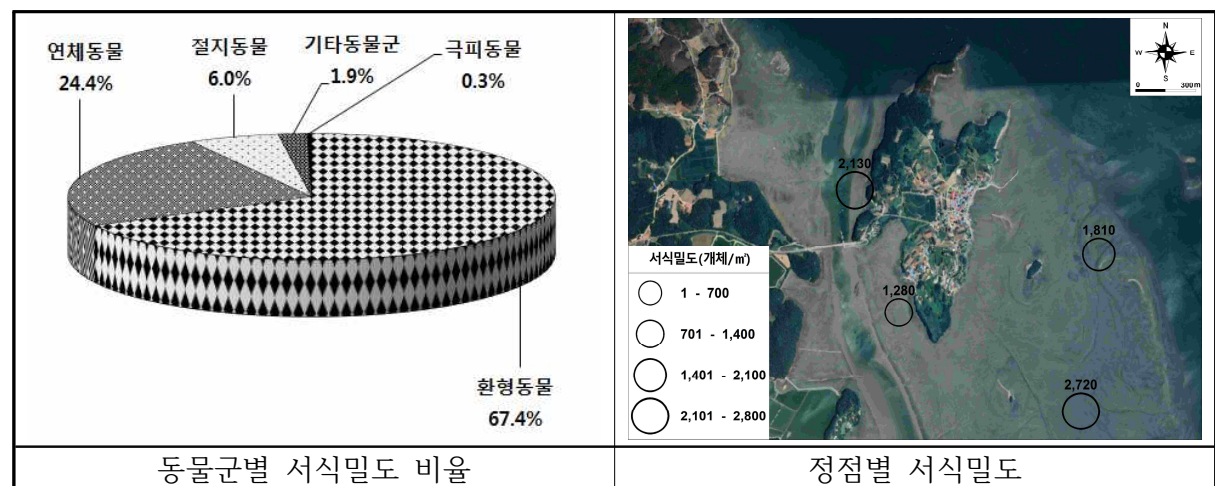 연체동물
24.4%
절지동물
6.0%
기타동물군
1.9%
극피동물
0.3%
환형동물
67.4%
N
W E
S
0 300m
2,130
1,810
1,280
2,720
서식밀도(개체/㎡)
1 - 700
701 - 1,400
1,401 - 2,100
2,101 - 2,800
동물군별 서식밀도 비율
정점별 서식밀도